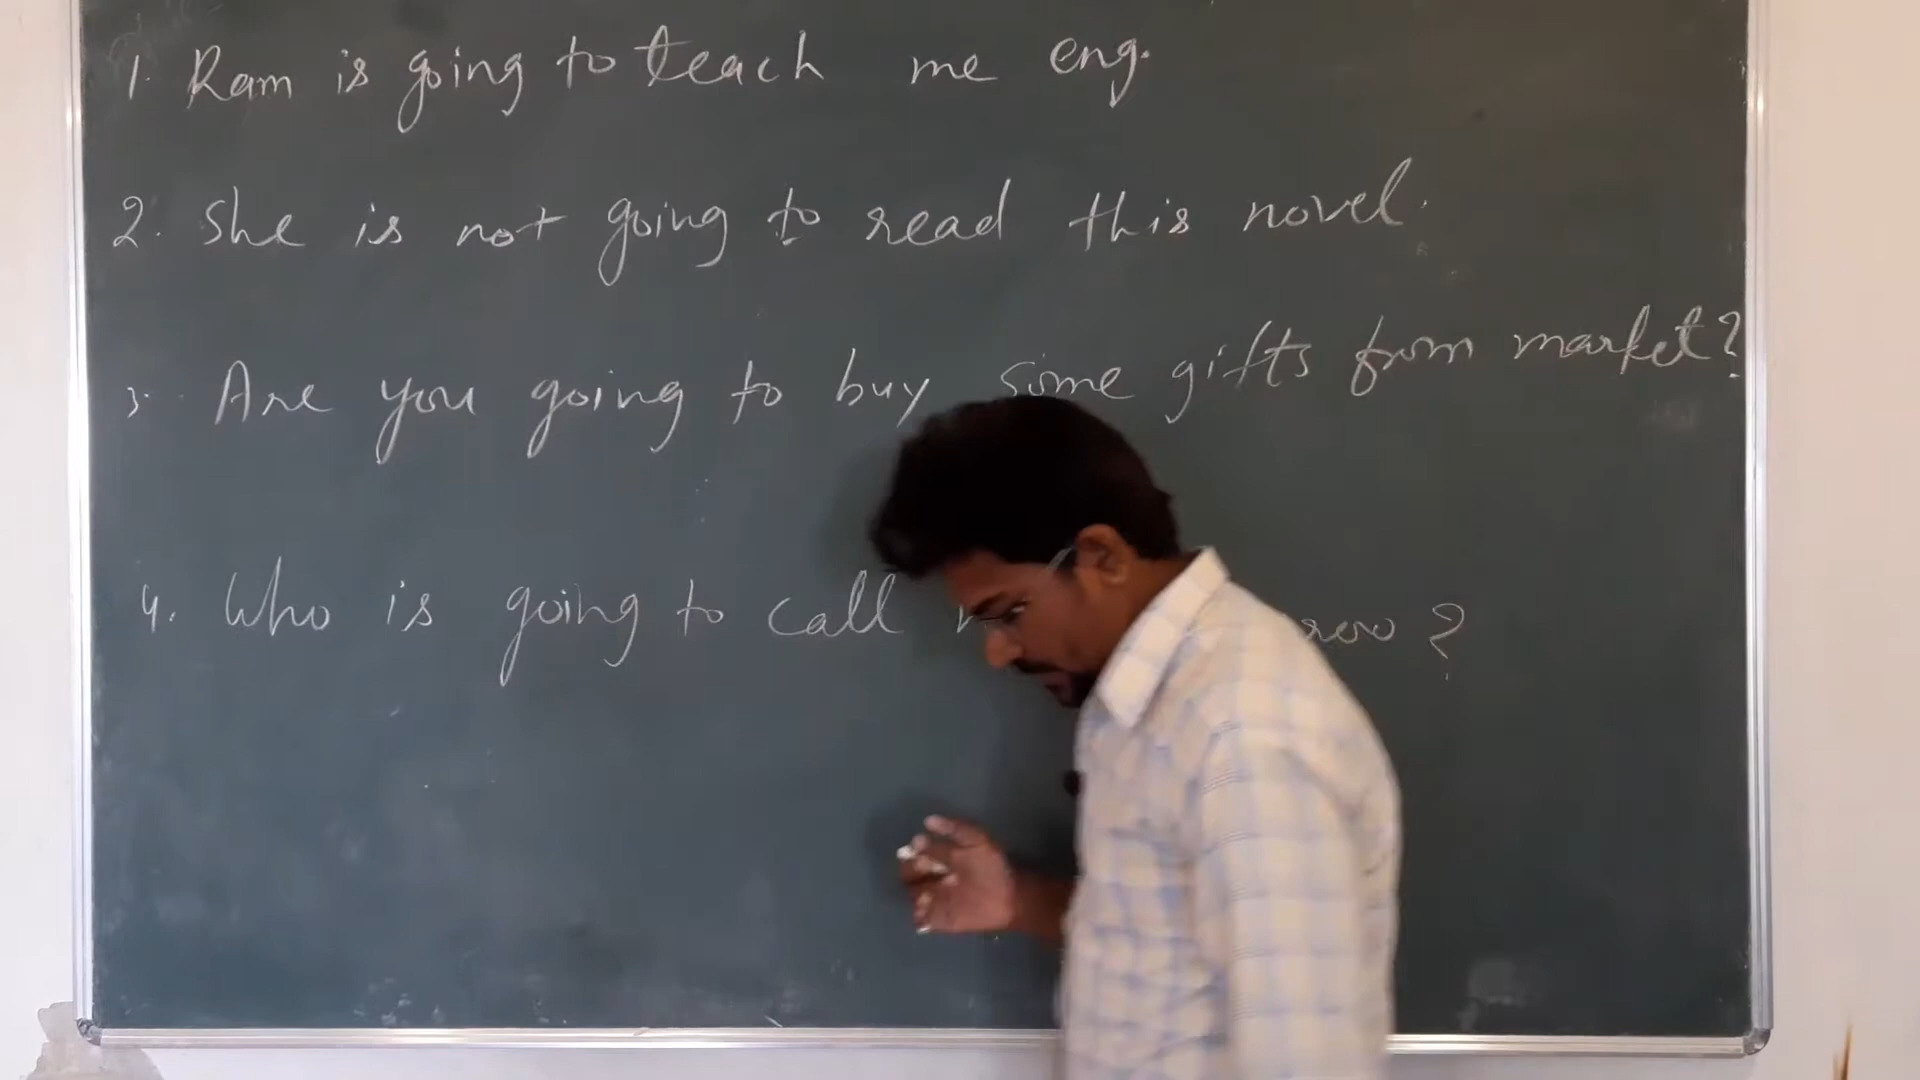 1. Ram is going to teach me eng.
2. She is not going to read this novel.
3. Are you going to buy some gifts from market?
4. Who is going to call ?